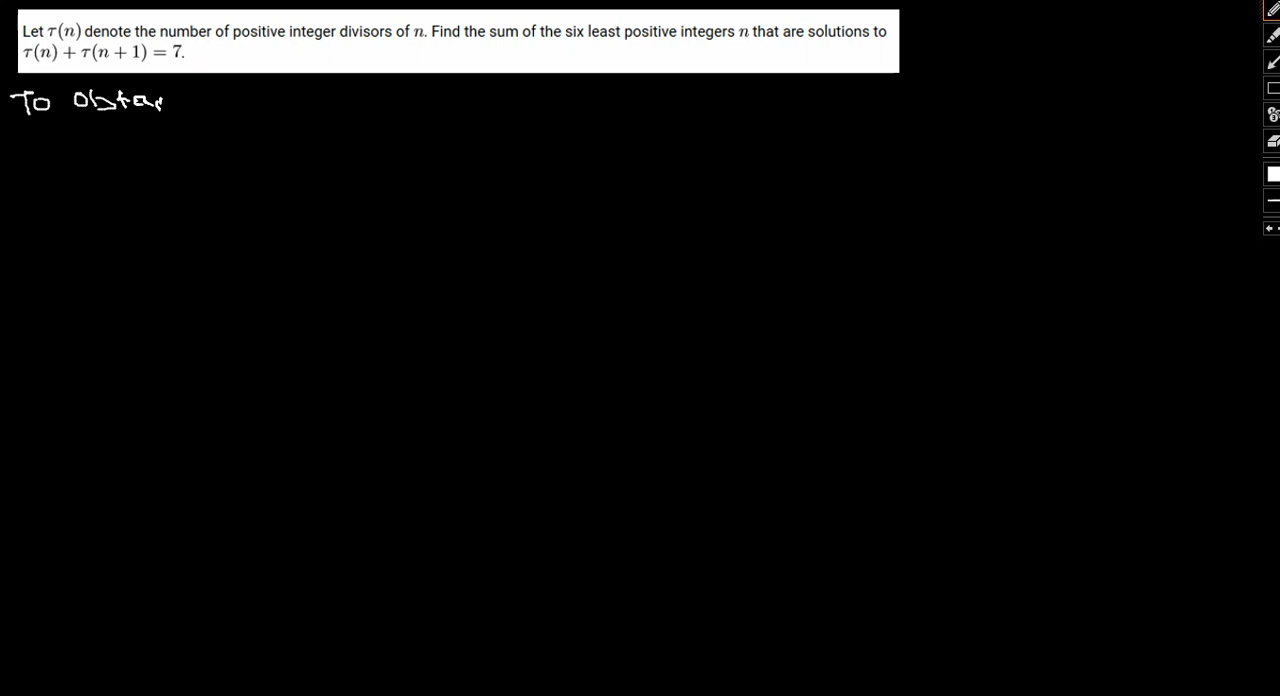 Let τ(n) denote the number of positive integer divisors of n. Find the sum of the six least positive integers n that are solutions to
τ(n) + τ(n + 1) = 7.
To